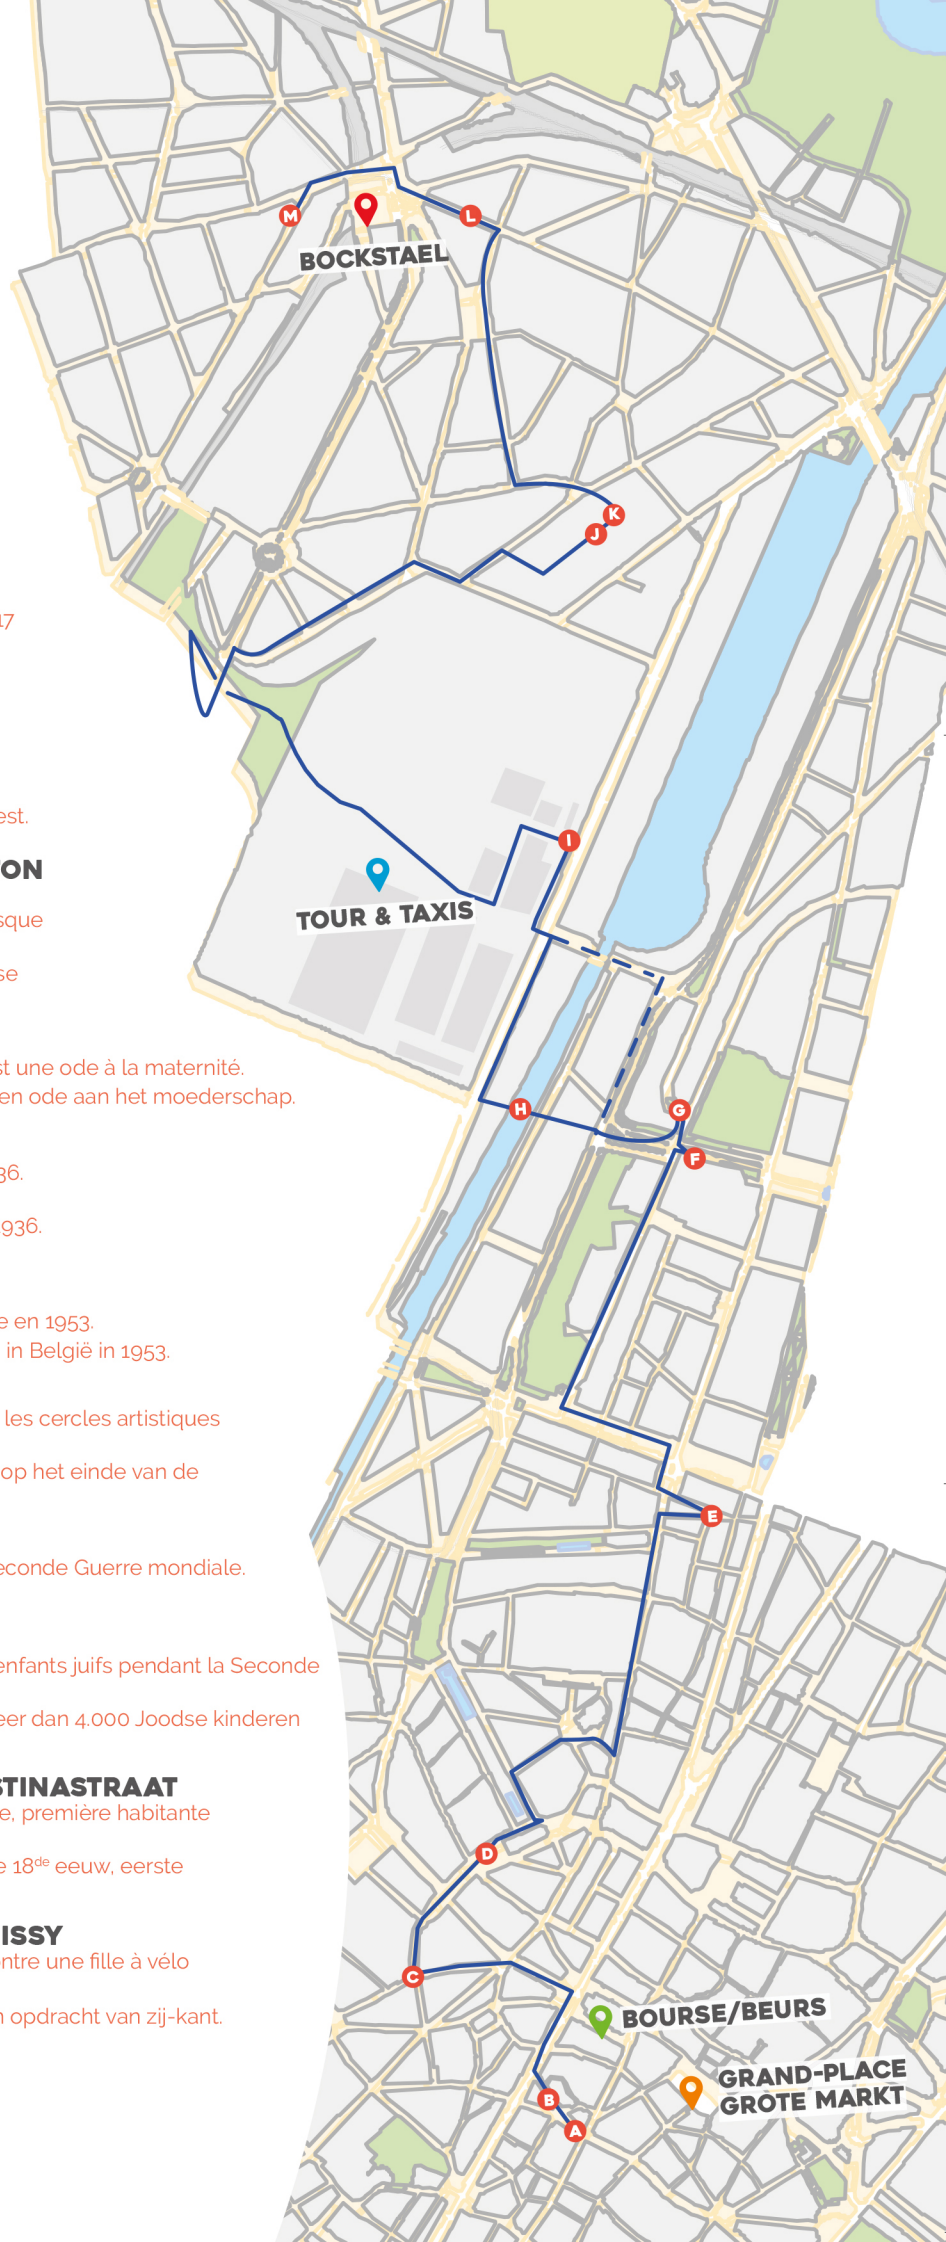 M
L
BOCKSTAEL
K
J
17
est.
TON
sque
se
I
TOUR & TAXIS
st une ode à la maternité.
en ode aan het moederschap.
H
G
F
36.
1936.
e en 1953.
in België in 1953.
les cercles artistiques
op het einde van de
E
econde Guerre mondiale.
enfants juifs pendant la Seconde
eer dan 4.000 Joodse kinderen
STINASTRAAT
e, première habitante
e 18de eeuw, eerste
D
ISSY
ntre une fille à vélo
n opdracht van zij-kant.
C
BOURSE/BEURS
GRAND-PLACE
GROTE MARKT
B
A